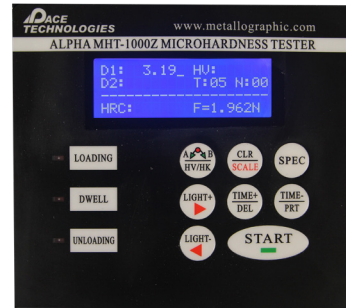 PACE
TECHNOLOGIES
www.metallographic.com
ALPHA MHT-1000Z MICROHARDNESS TESTER
D1: 3.19_ HV:
D2: T:05 N:00
HRC: F=1.962N
LOADING
A B
HV/HK
CLR
SCALE
SPEC
DWELL
LIGHT+
TIME+
DEL
TIME-
PRT
UNLOADING
LIGHT-
START